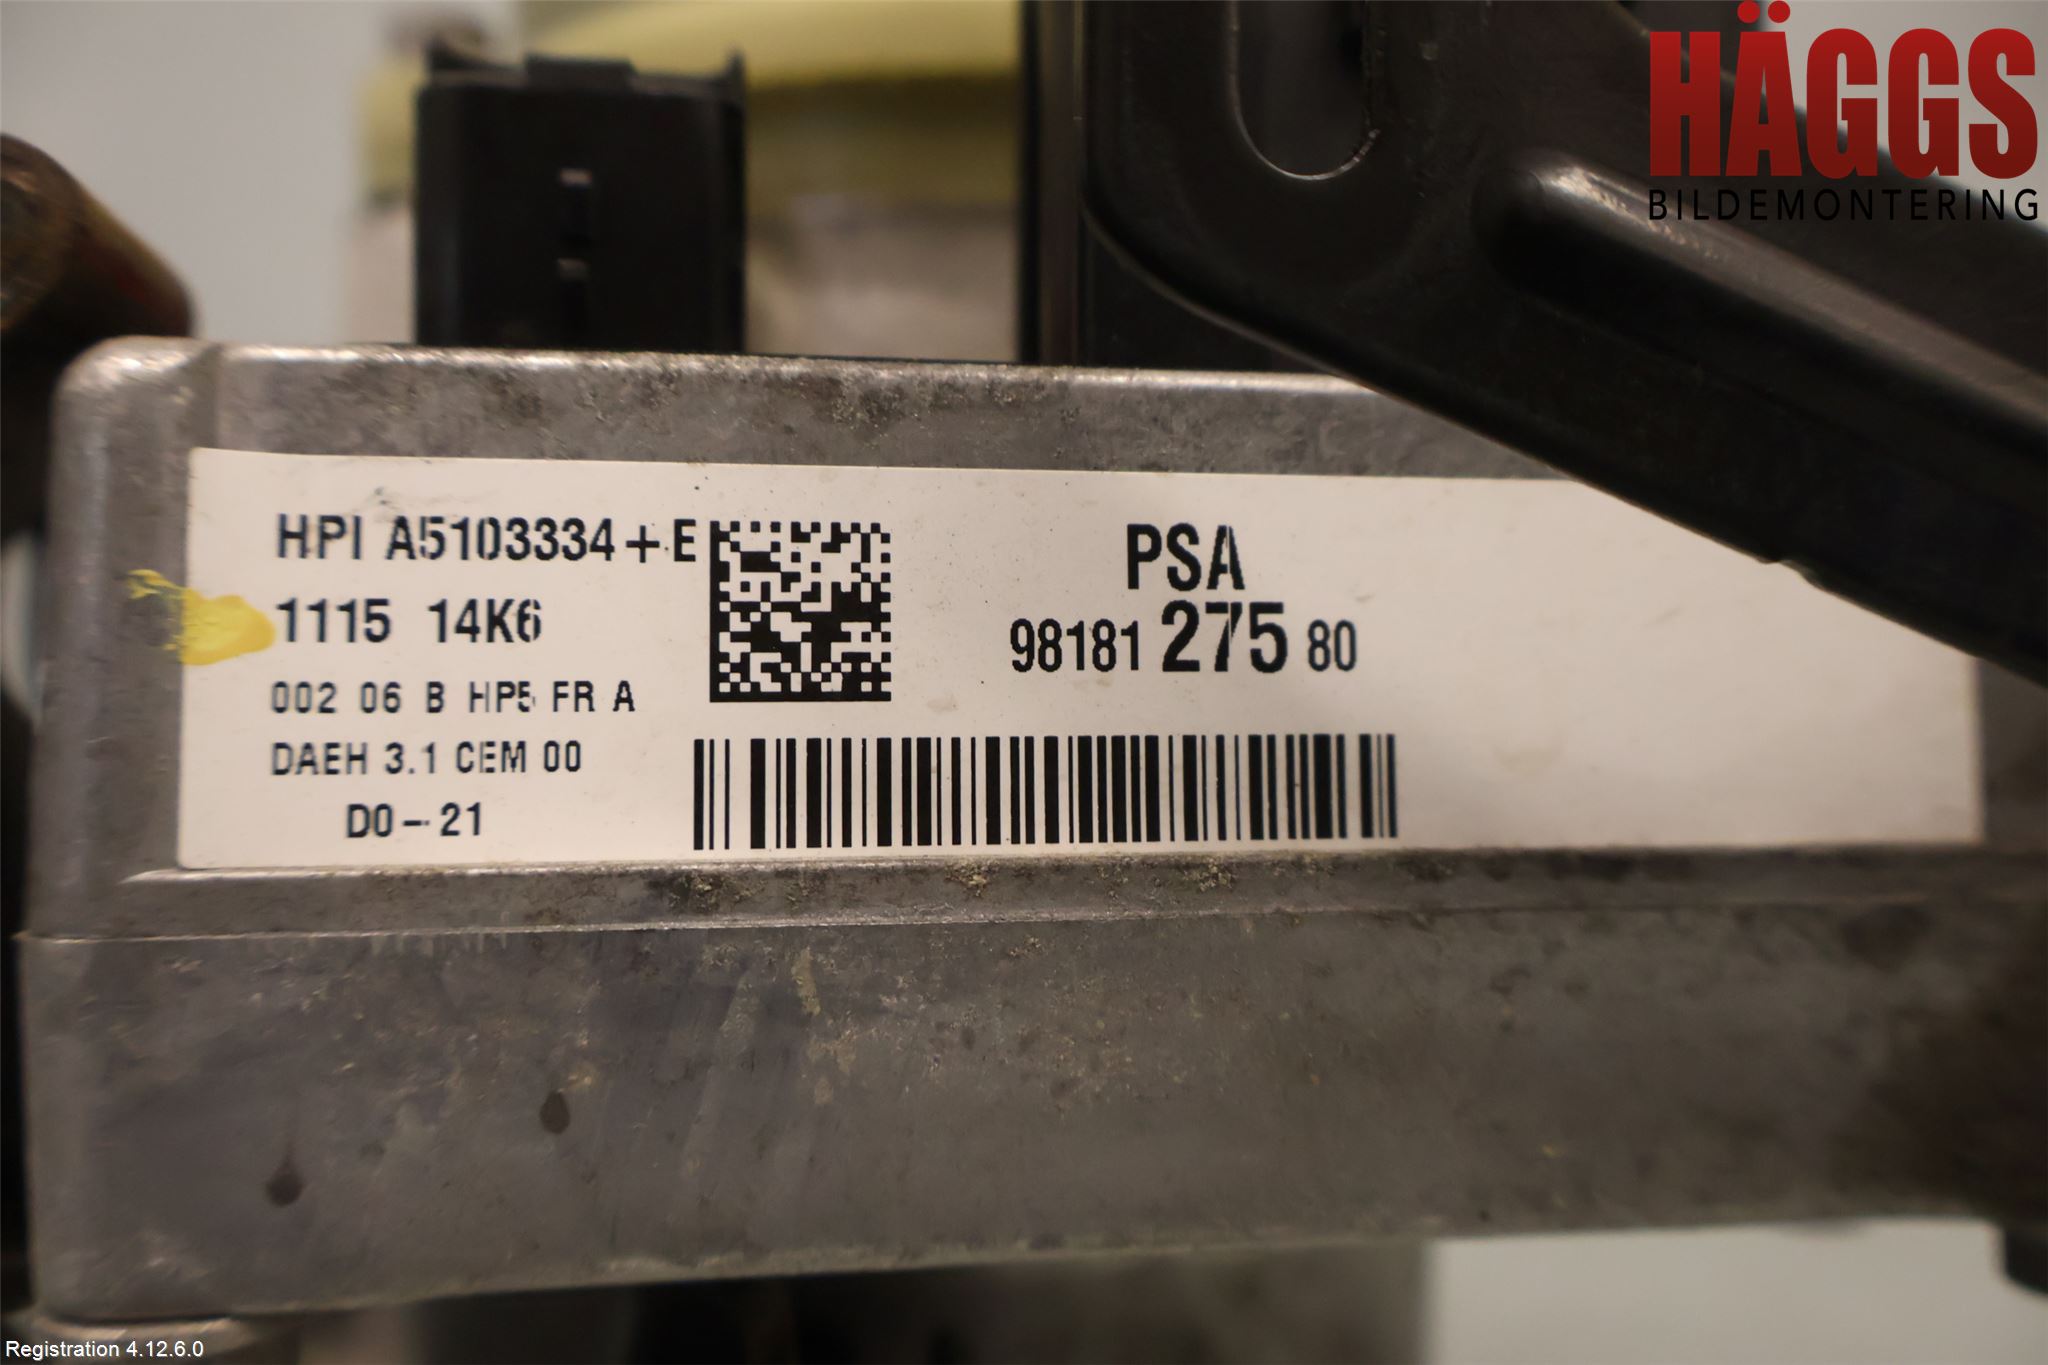 HÄGGS
BILDEMONTERING
HPI A5103334+E
1115 14K6
002 06 B HP5 FR A
DAEH 3.1 CEM 00
D0-21
PSA
98181 275 80
Registration 4.12.6.0